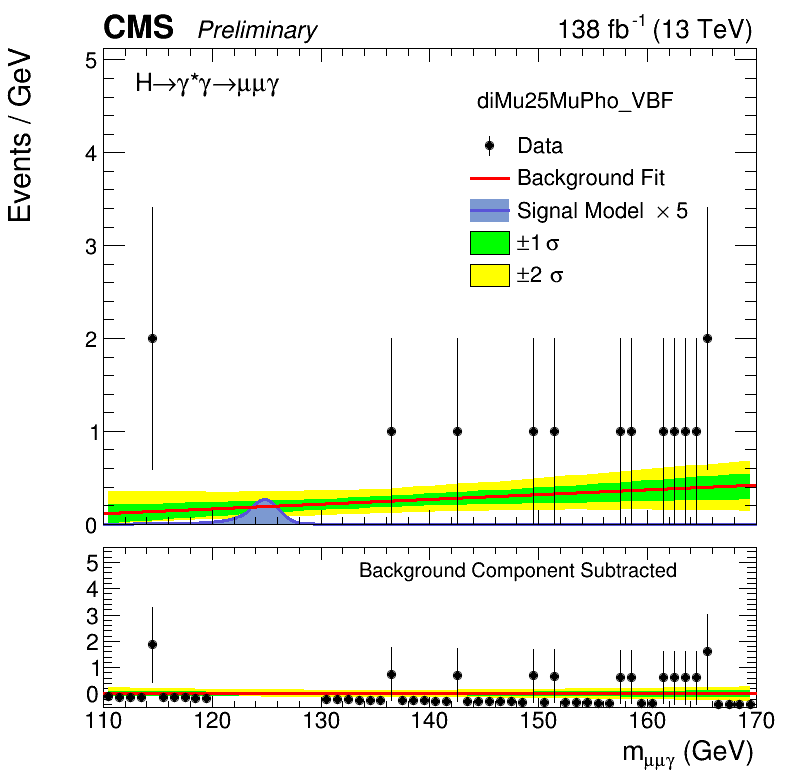 CMS Preliminary 138 fb⁻¹ (13 TeV)
Events / GeV
H→γ*γ→μμγ
diMu25MuPho_VBF
Data
Background Fit
Signal Model × 5
±1 σ
±2 σ
5
4
3
2
1
0
Background Component Subtracted
5
4
3
2
1
0
110 120 130 140 150 160 170
m_μμγ (GeV)